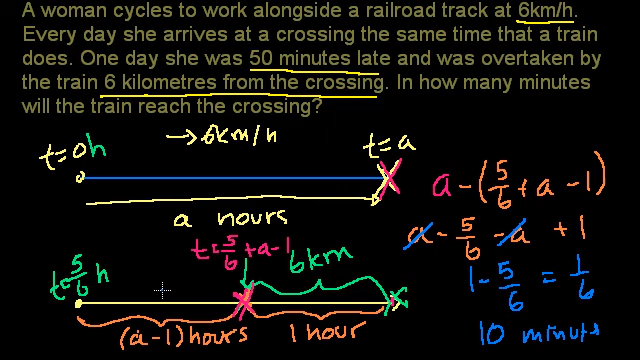 A woman cycles to work alongside a railroad track at 6km/h.
Every day she arrives at a crossing the same time that a train
does. One day she was 50 minutes late and was overtaken by
the train 6 kilometres from the crossing. In how many minutes
will the train reach the crossing?
→6km/h
t=0h
t=a
a hours
a-(5/6+a-1)
t=5/6+a-1
6km
a-5/6-a+1
t=5/6h
1-5/6=1/6
(a-1)hours
1 hour
10 minute